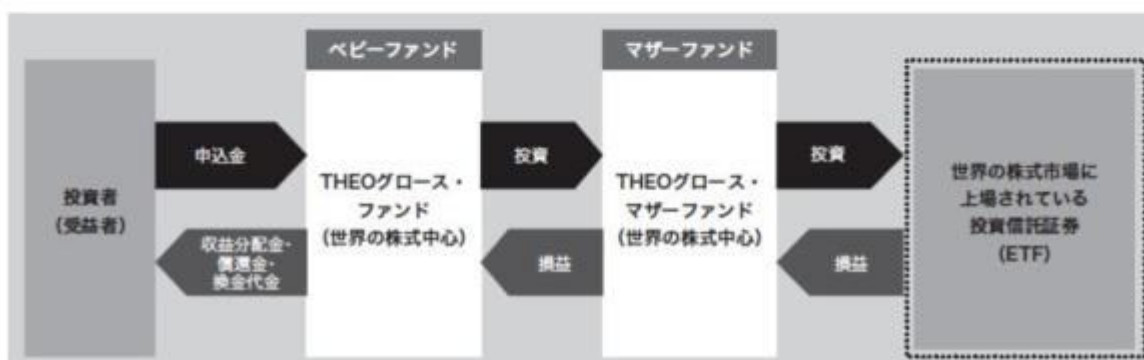 ベビーファンド
マザーファンド
投資者
(受益者)
申込金
収益分配金・
償還金・
換金代金
THEOグロース・
ファンド
(世界の株式中心)
投資
損益
THEOグロース・
マザーファンド
(世界の株式中心)
投資
損益
世界の株式市場に
上場されている
投資信託証券
(ETF)